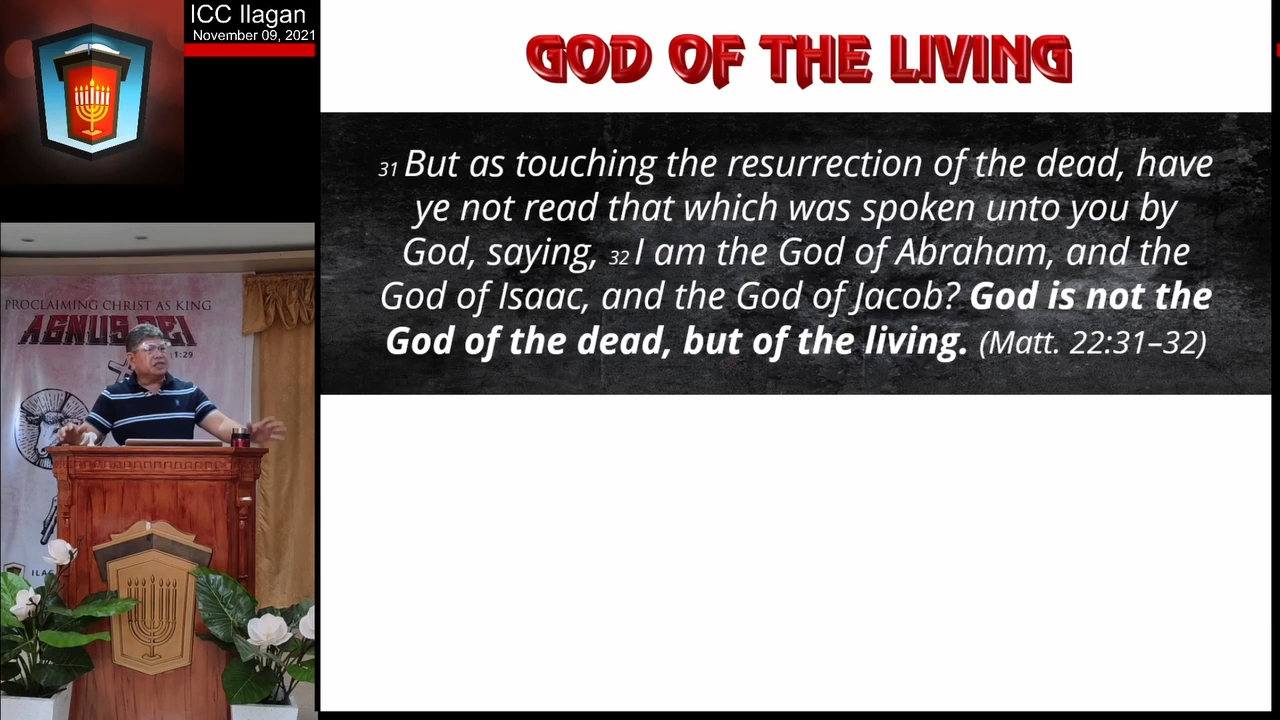 ICC Ilagan
November 09, 2021
GOD OF THE LIVING
31 But as touching the resurrection of the dead, have
ye not read that which was spoken unto you by
God, saying, 32 I am the God of Abraham, and the
God of Isaac, and the God of Jacob? God is not the
God of the dead, but of the living. (Matt. 22:31–32)
PROCLAIMING CHRIST AS KING
AGNUS DEI
1:29